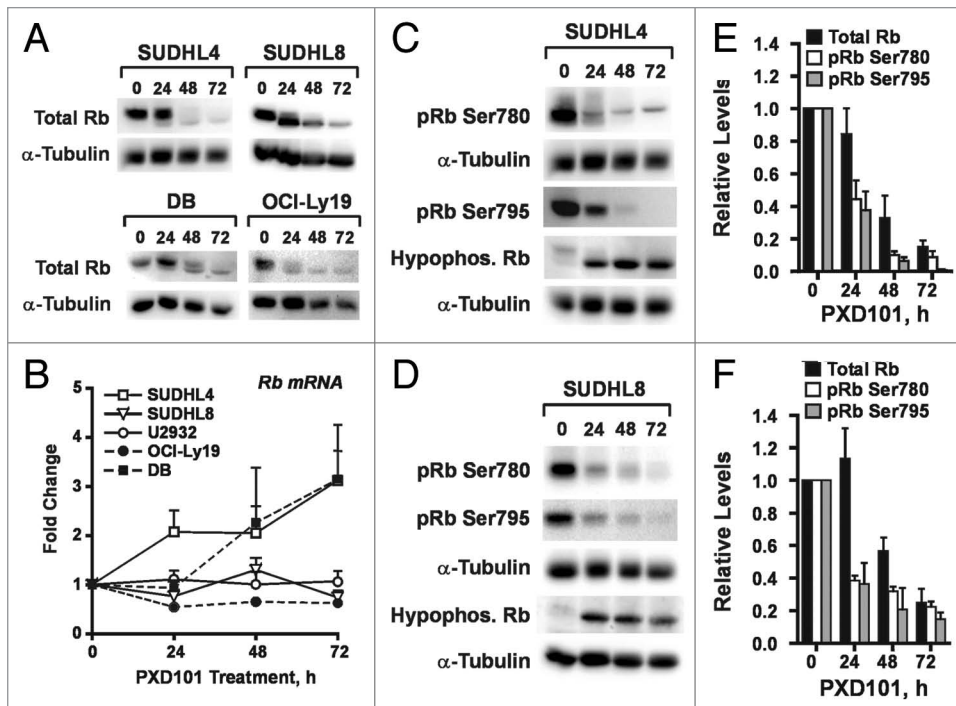 A
SUDHL4 SUDHL8
0 24 48 72 0 24 48 72
Total Rb
α-Tubulin
DB OCI-Ly19
0 24 48 72 0 24 48 72
Total Rb
α-Tubulin
B
Rb mRNA
SUDHL4
SUDHL8
U2932
OCI-Ly19
DB
Fold Change
5
4
3
2
1
0
0 24 48 72
PXD101 Treatment, h
C
SUDHL4
0 24 48 72
pRb Ser780
α-Tubulin
pRb Ser795
Hypophos. Rb
α-Tubulin
D
SUDHL8
0 24 48 72
pRb Ser780
pRb Ser795
α-Tubulin
Hypophos. Rb
α-Tubulin
E
Total Rb
pRb Ser780
pRb Ser795
Relative Levels
1.4
1.2
1.0
0.8
0.6
0.4
0.2
0.0
0 24 48 72
PXD101, h
F
Total Rb
pRb Ser780
pRb Ser795
Relative Levels
1.4
1.2
1.0
0.8
0.6
0.4
0.2
0.0
0 24 48 72
PXD101, h